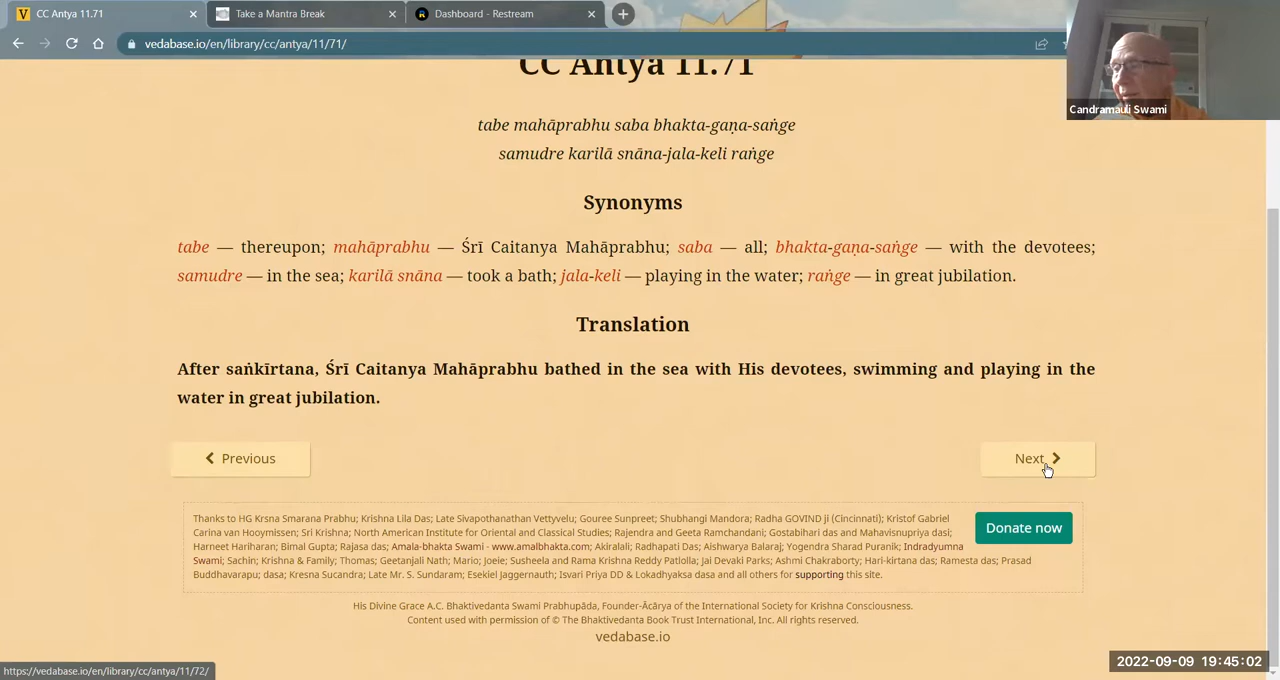 CC Antya 11.71
Take a Mantra Break
Dashboard - Restream
vedabase.io/en/library/cc/antya/11/71/
Candramauli Swami
CC Antya 11.71
tabe mahāprabhu saba bhakta-gaṇa-saṅge
samudre karilā snāna-jala-keli raṅge
Synonyms
tabe — thereupon; mahāprabhu — Śrī Caitanya Mahāprabhu; saba — all; bhakta-gaṇa-saṅge — with the devotees;
samudre — in the sea; karilā snāna — took a bath; jala-keli — playing in the water; raṅge — in great jubilation.
Translation
After saṅkīrtana, Śrī Caitanya Mahāprabhu bathed in the sea with His devotees, swimming and playing in the
water in great jubilation.
Previous
Next
Thanks to HG Krsna Smarana Prabhu; Krishna Lila Das; Late Sivapothanathan Vettyvelu; Gouree Sunpreet; Shubhangi Mandora; Radha GOVIND ji (Cincinnati); Kristof Gabriel
Carina van Hooymissen; Sri Krishna; North American Institute for Oriental and Classical Studies; Rajendra and Geeta Ramchandani; Gostabihari das and Mahavisnupriya dasi;
Harneet Hariharan; Bimal Gupta; Rajasa das; Amala-bhakta Swami - www.amalbhakta.com; Akiralali; Radhapati Das; Aishwarya Balaraj; Yogendra Sharad Puranik; Indradyumna
Swami; Sachin; Krishna & Family; Thomas; Geetanjali Nath; Mario; Joeie; Susheela and Rama Krishna Reddy Patlolla; Jai Devaki Parks; Ashmi Chakraborty; Hari-kirtana das; Ramesta das; Prasad
Buddhavarapu; dasa; Kresna Sucandra; Late Mr. S. Sundaram; Esekiel Jaggernauth; Isvari Priya DD & Lokadhyaksa dasa and all others for supporting this site.
Donate now
His Divine Grace A.C. Bhaktivedanta Swami Prabhupāda, Founder-Ācārya of the International Society for Krishna Consciousness.
Content used with permission of © The Bhaktivedanta Book Trust International, Inc. All rights reserved.
vedabase.io
https://vedabase.io/en/library/cc/antya/11/72/
2022-09-09 19:45:02